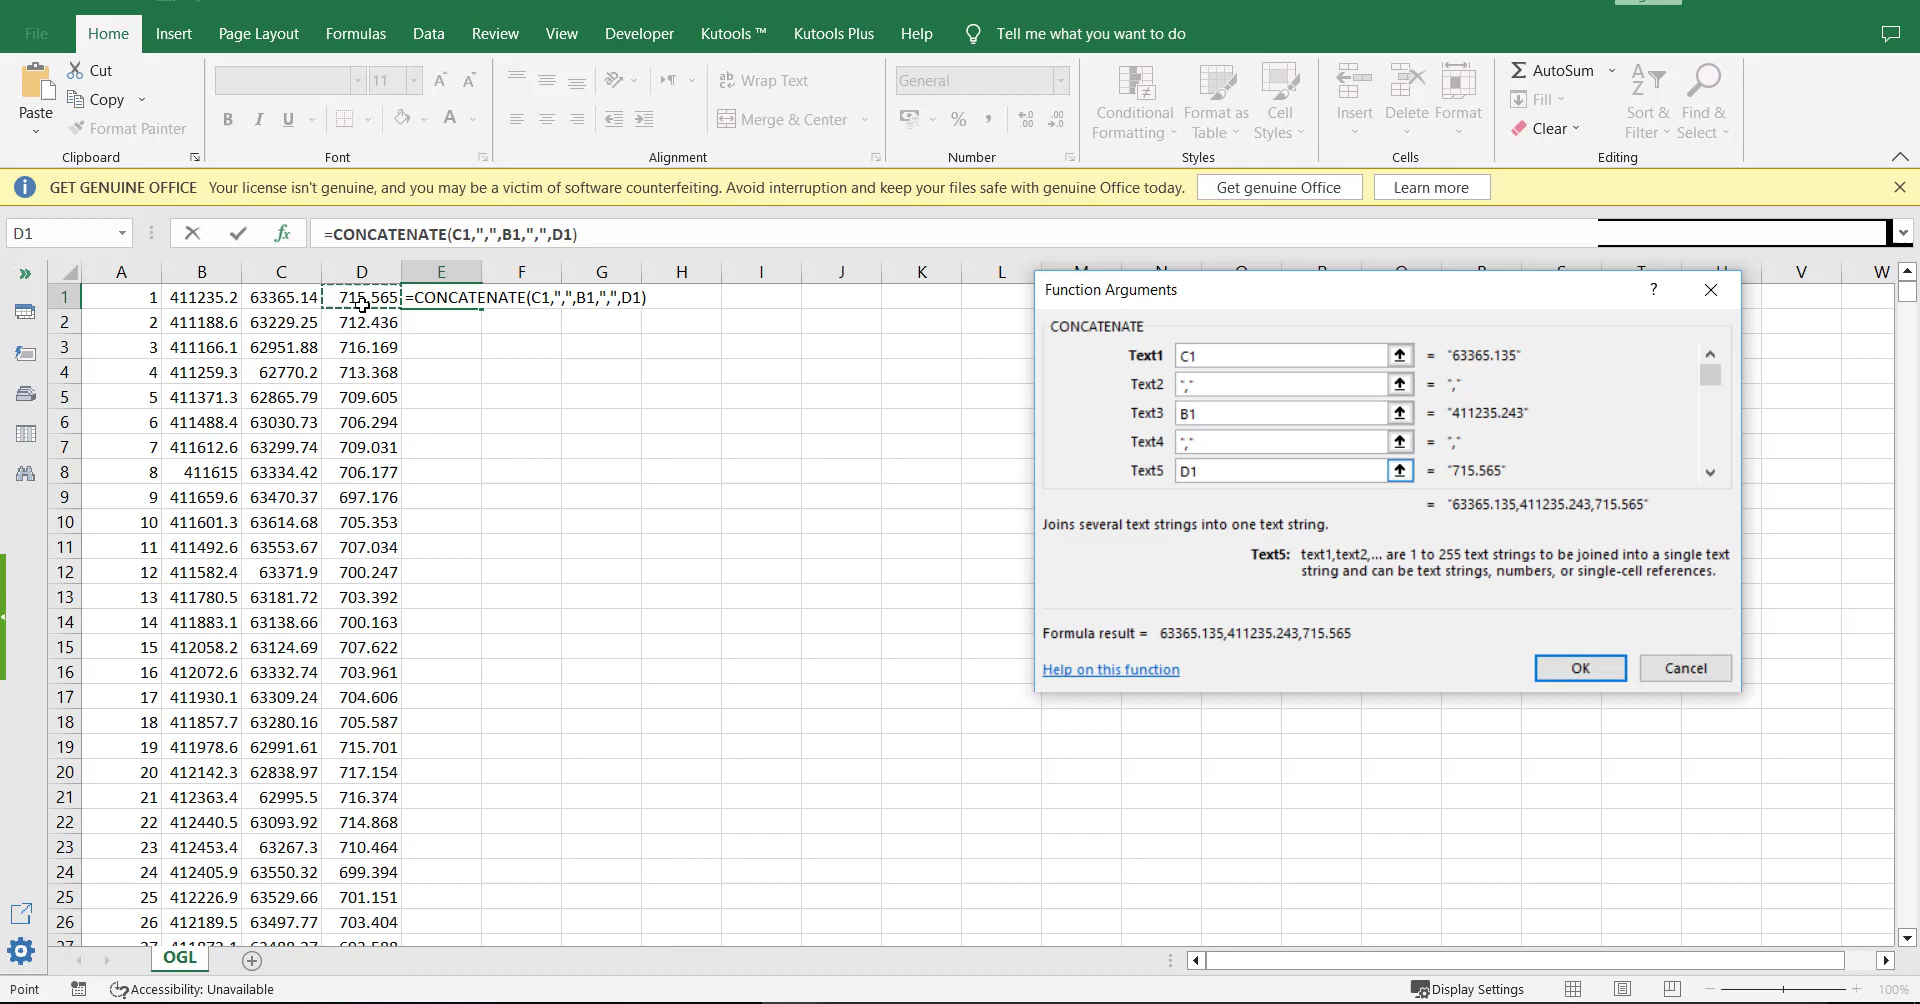 File Home Insert Page Layout Formulas Data Review View Developer Kutools ™ Kutools Plus Help Tell me what you want to do
Paste Cut Copy Format Painter Clipboard
11 B I U A Font
ab Wrap Text Merge & Center Alignment
General % Number
Conditional Formatting Format as Table Cell Styles Styles
Insert Delete Format Cells
AutoSum Fill Clear Sort & Filter Find & Select Editing
GET GENUINE OFFICE Your license isn't genuine, and you may be a victim of software counterfeiting. Avoid interruption and keep your files safe with genuine Office today. Get genuine Office Learn more
D1 fx =CONCATENATE(C1,",",B1,",",D1)
A B C D E F G H I J K L V W
1 1 411235.2 63365.14 715.565 =CONCATENATE(C1,",",B1,",",D1)
2 2 411188.6 63229.25 712.436
3 3 411166.1 62951.88 716.169
4 4 411259.3 62770.2 713.368
5 5 411371.3 62865.79 709.605
6 6 411488.4 63030.73 706.294
7 7 411612.6 63299.74 709.031
8 8 411615 63334.42 706.177
9 9 411659.6 63470.37 697.176
10 10 411601.3 63614.68 705.353
11 11 411492.6 63553.67 707.034
12 12 411582.4 63371.9 700.247
13 13 411780.5 63181.72 703.392
14 14 411883.1 63138.66 700.163
15 15 412058.2 63124.69 707.622
16 16 412072.6 63332.74 703.961
17 17 411930.1 63309.24 704.606
18 18 411857.7 63280.16 705.587
19 19 411978.6 62991.61 715.701
20 20 412142.3 62838.97 717.154
21 21 412363.4 62995.5 716.374
22 22 412440.5 63093.92 714.868
23 23 412453.4 63267.3 710.464
24 24 412405.9 63550.32 699.394
25 25 412226.9 63529.66 701.151
26 26 412189.5 63497.77 703.404
Function Arguments ?
CONCATENATE
Text1 C1 = "63365.135"
Text2 "," = ","
Text3 B1 = "411235.243"
Text4 "," = ","
Text5 D1 = "715.565"
= "63365.135,411235.243,715.565"
Joins several text strings into one text string.
Text5: text1,text2,... are 1 to 255 text strings to be joined into a single text
string and can be text strings, numbers, or single-cell references.
Formula result = 63365.135,411235.243,715.565
Help on this function OK Cancel
OGL
Point Accessibility: Unavailable Display Settings 100%